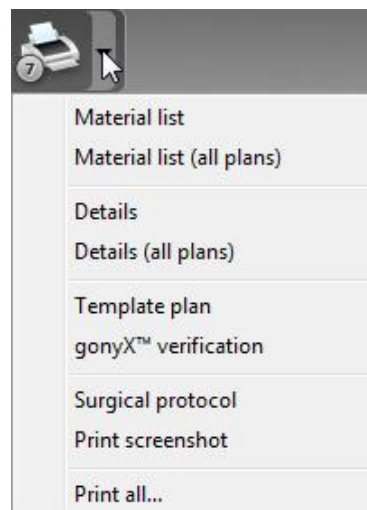 7
Material list
Material list (all plans)
Details
Details (all plans)
Template plan
gonyX™ verification
Surgical protocol
Print screenshot
Print all...